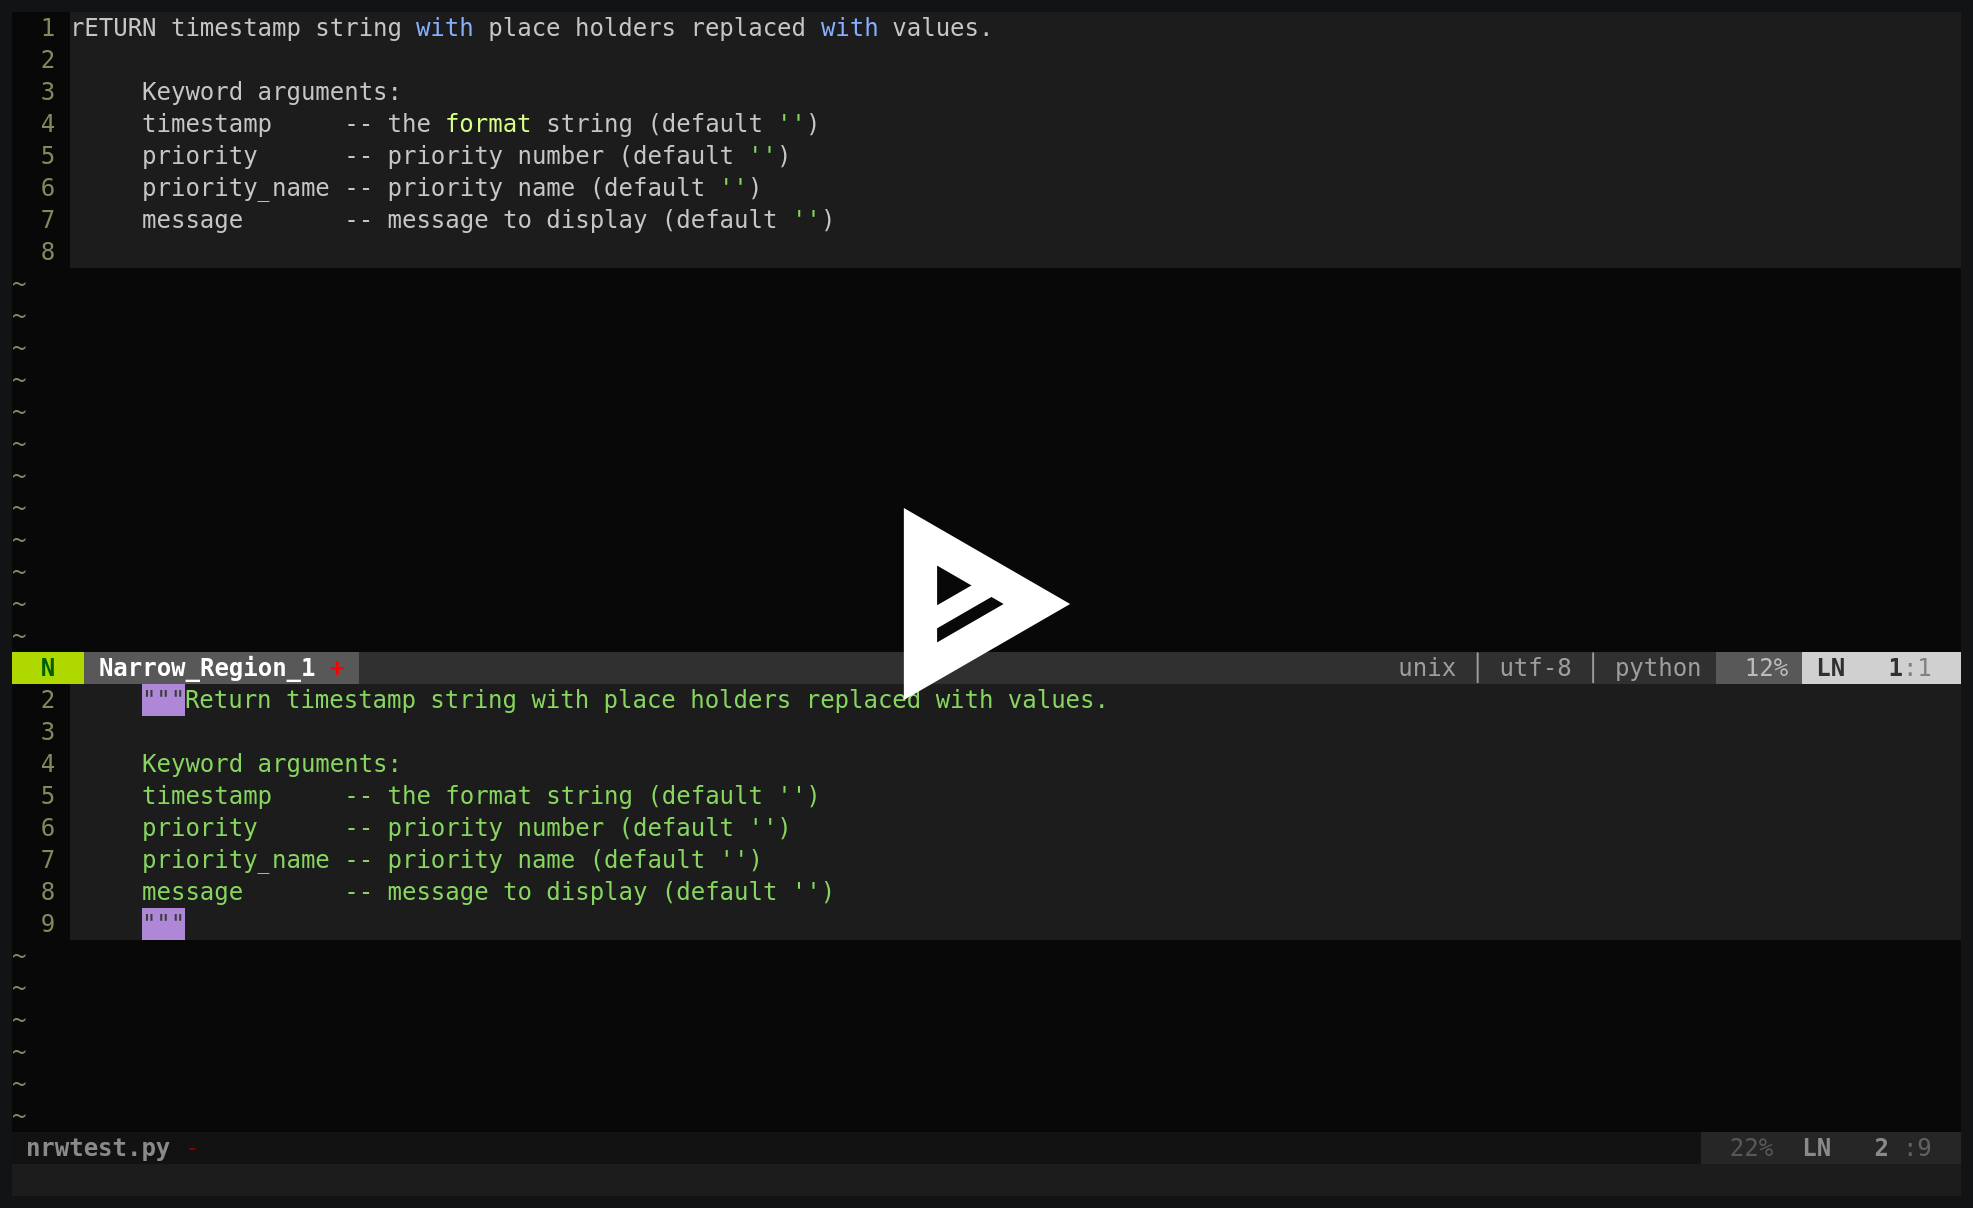 1 rETURN timestamp string with place holders replaced with values.
2
3      Keyword arguments:
4      timestamp     -- the format string (default '')
5      priority      -- priority number (default '')
6      priority_name -- priority name (default '')
7      message       -- message to display (default '')
8
~
~
~
~
~
~
~
~
~
~
~
~
N  Narrow_Region_1 +  unix | utf-8 | python  12%  LN  1:1
2      """Return timestamp string with place holders replaced with values.
3
4      Keyword arguments:
5      timestamp     -- the format string (default '')
6      priority      -- priority number (default '')
7      priority_name -- priority name (default '')
8      message       -- message to display (default '')
9      """
~
~
~
~
~
~
nrwtest.py -  22%  LN  2 :9